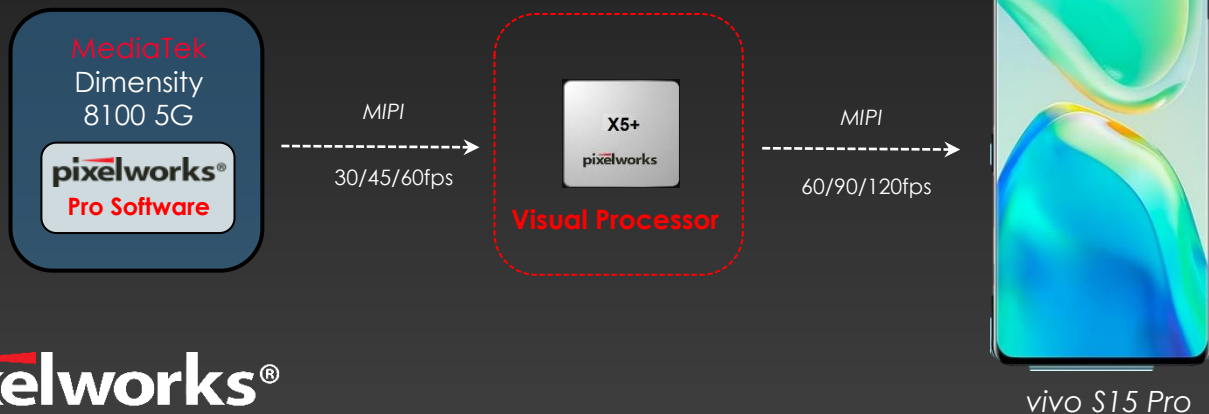 MediaTek
Dimensity
8100 5G
pixelworks®
Pro Software
MIPI
30/45/60fps
X5+
pixelworks
Visual Processor
MIPI
60/90/120fps
elworks®
vivo S15 Pro